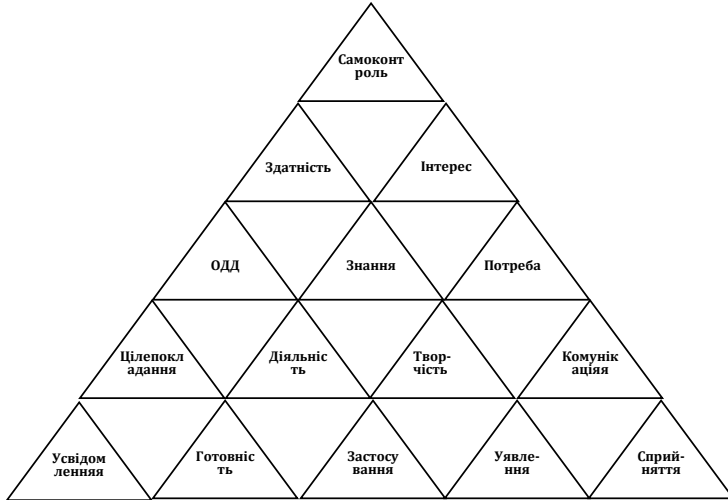 Самоконт
роль
Здатність
Інтерес
ОДД
Знання
Потреба
Цілепокл
адання
Діяльніс
ть
Твор-
чість
Комунік
аціяя
Усвідом
ленняя
Готовніс
ть
Застосу
вання
Уявле-
ння
Сприй-
няття